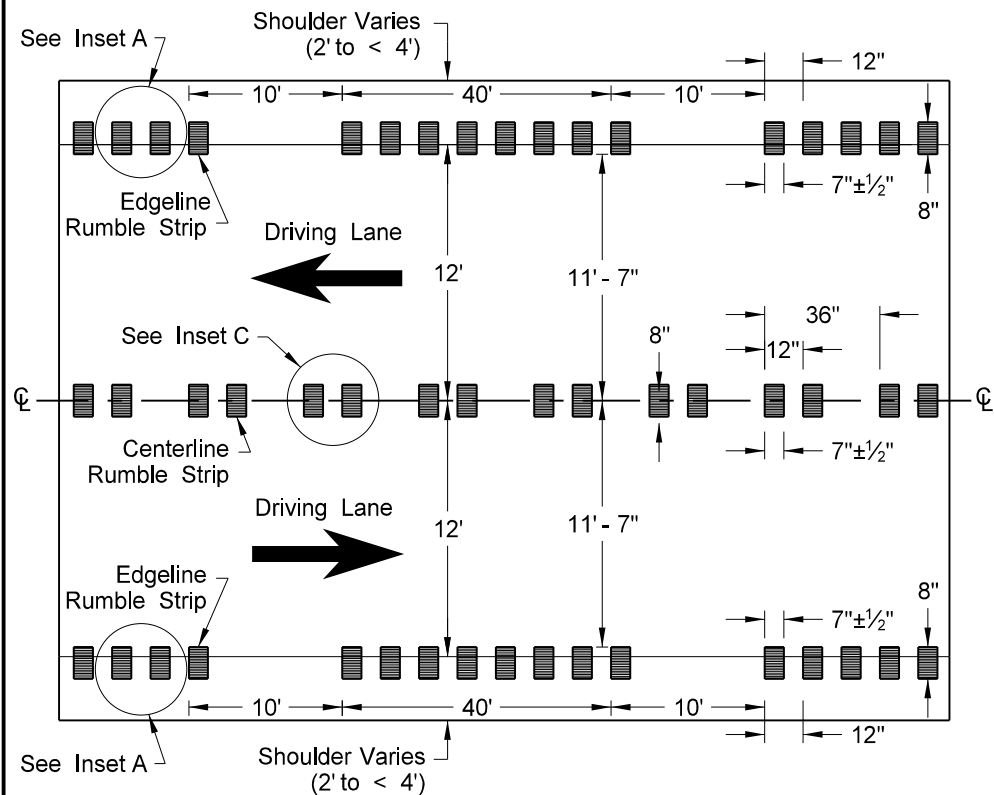 See Inset A
Shoulder Varies
(2' to < 4')
12"
10'
40'
10'
Edgeline
Rumble Strip
7"±½"
8"
Driving Lane
12'
11' - 7"
See Inset C
8"
36"
12"
℄
℄
Centerline
Rumble Strip
7"±½"
Driving Lane
12'
11' - 7"
Edgeline
Rumble Strip
7"±½"
8"
10'
40'
10'
12"
See Inset A
Shoulder Varies
(2' to < 4')